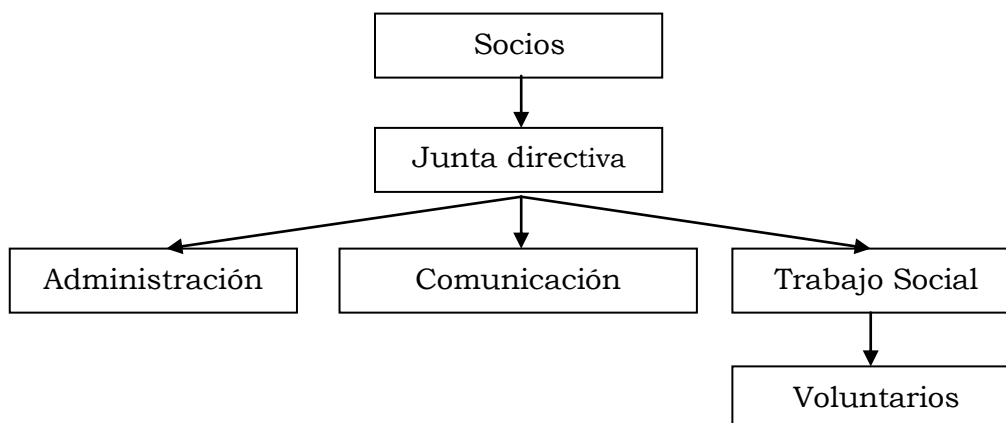 Socios
Junta directiva
Administración
Comunicación
Trabajo Social
Voluntarios